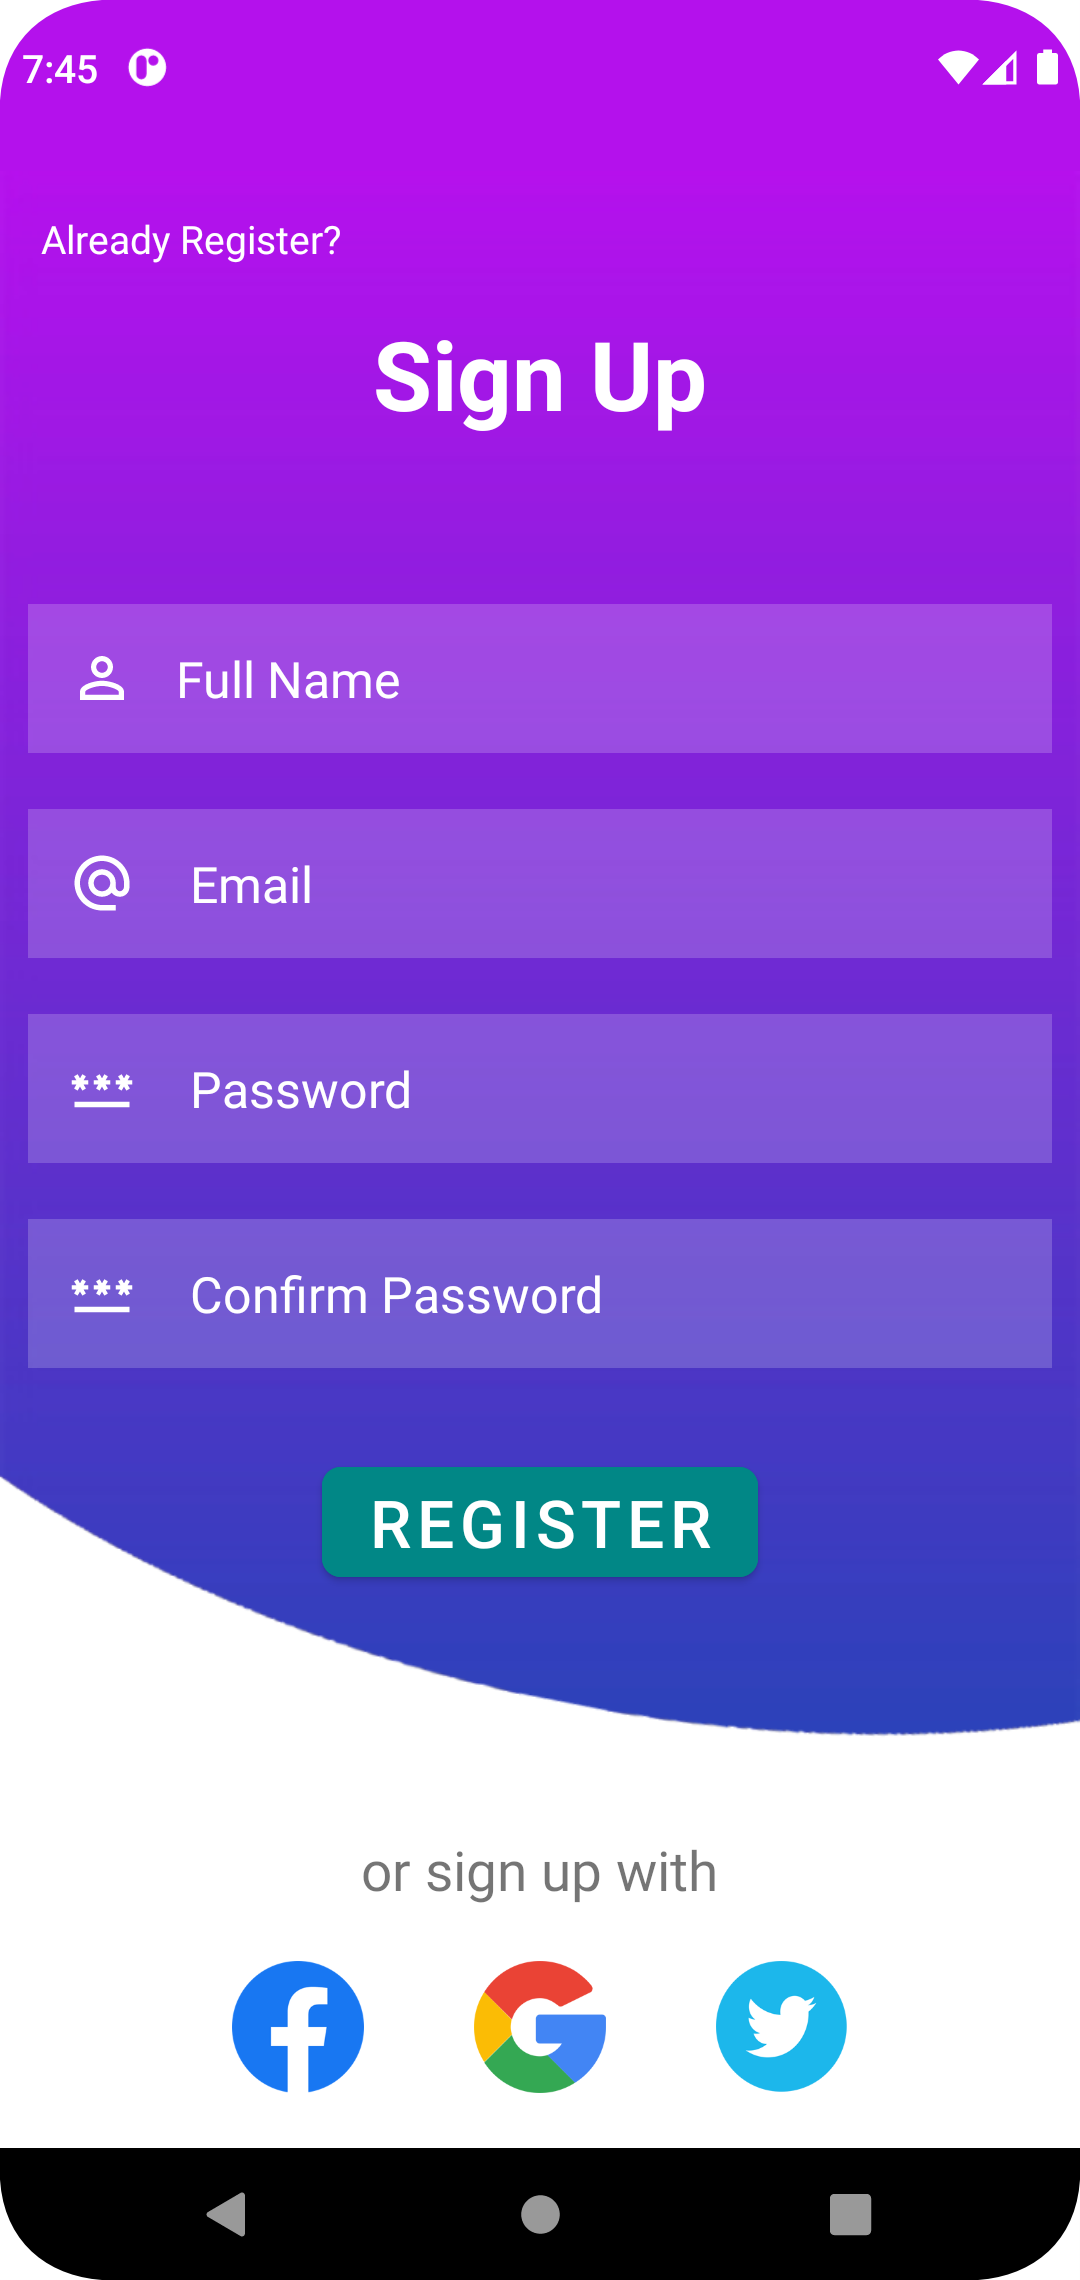 7:45
Already Register?
Sign Up
Full Name
Email
Password
Confirm Password
REGISTER
or sign up with